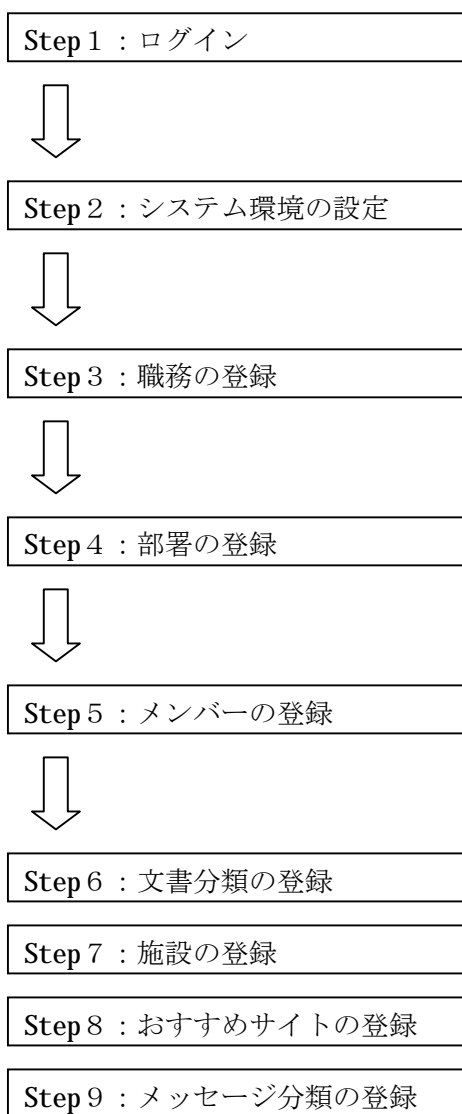 Step１：ログイン
Step２：システム環境の設定
Step３：職務の登録
Step４：部署の登録
Step５：メンバーの登録
Step６：文書分類の登録
Step７：施設の登録
Step８：おすすめサイトの登録
Step９：メッセージ分類の登録